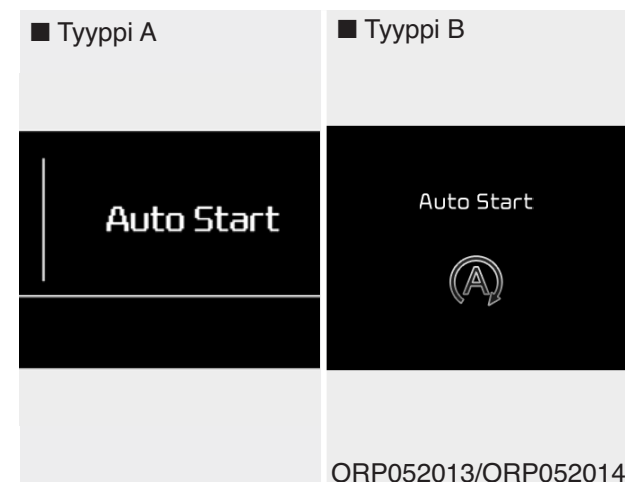 ■ Tyyppi A
Auto Start
■ Tyyppi B
Auto Start
A
ORP052013/ORP052014